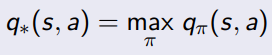 q∗(s, a) = max qπ(s, a)
π